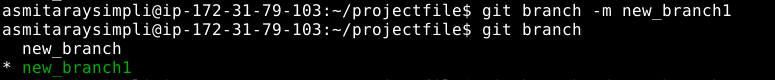 asmitaraysimpli@ip-172-31-79-103:~/projectfile$ git branch -m new_branch1
asmitaraysimpli@ip-172-31-79-103:~/projectfile$ git branch
  new_branch
* new_branch1